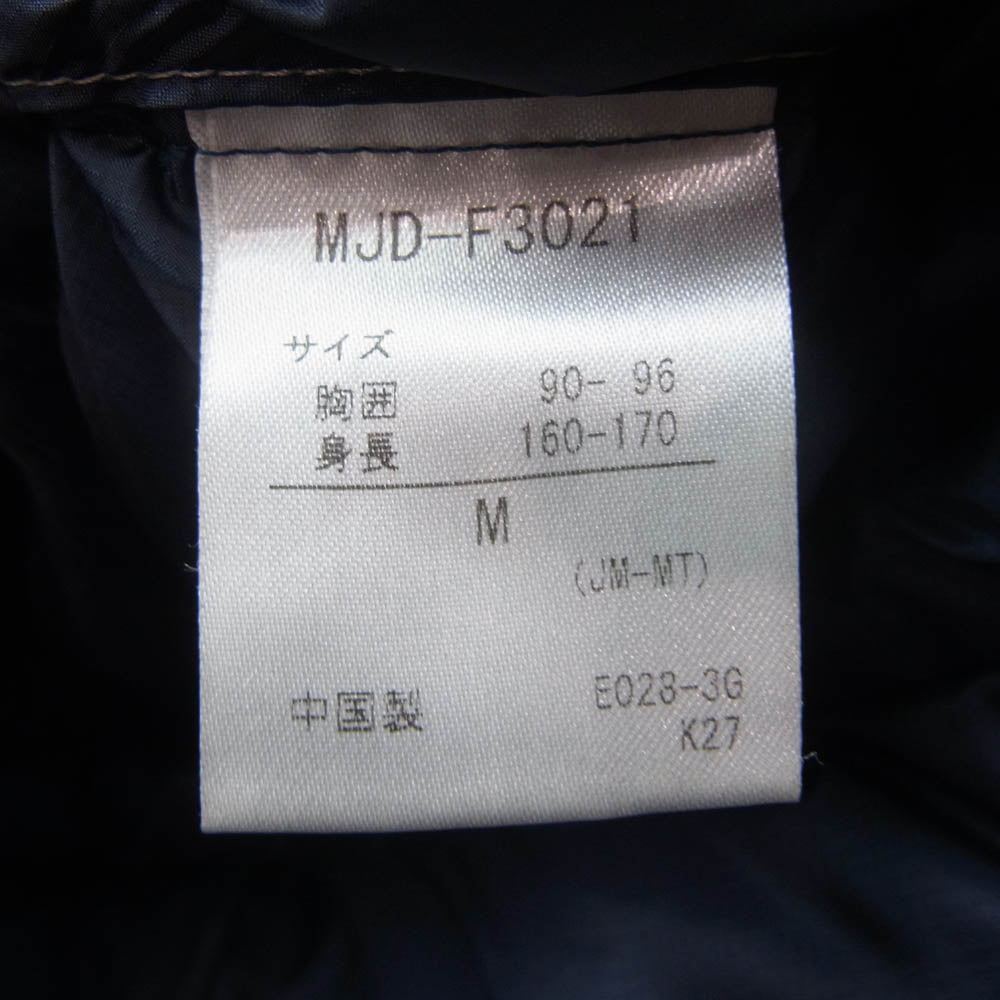 MJD-F3021
サイズ
胸囲 90- 96
身長 160-170
M
(JM-MT)
中国製 E028-3G
K27